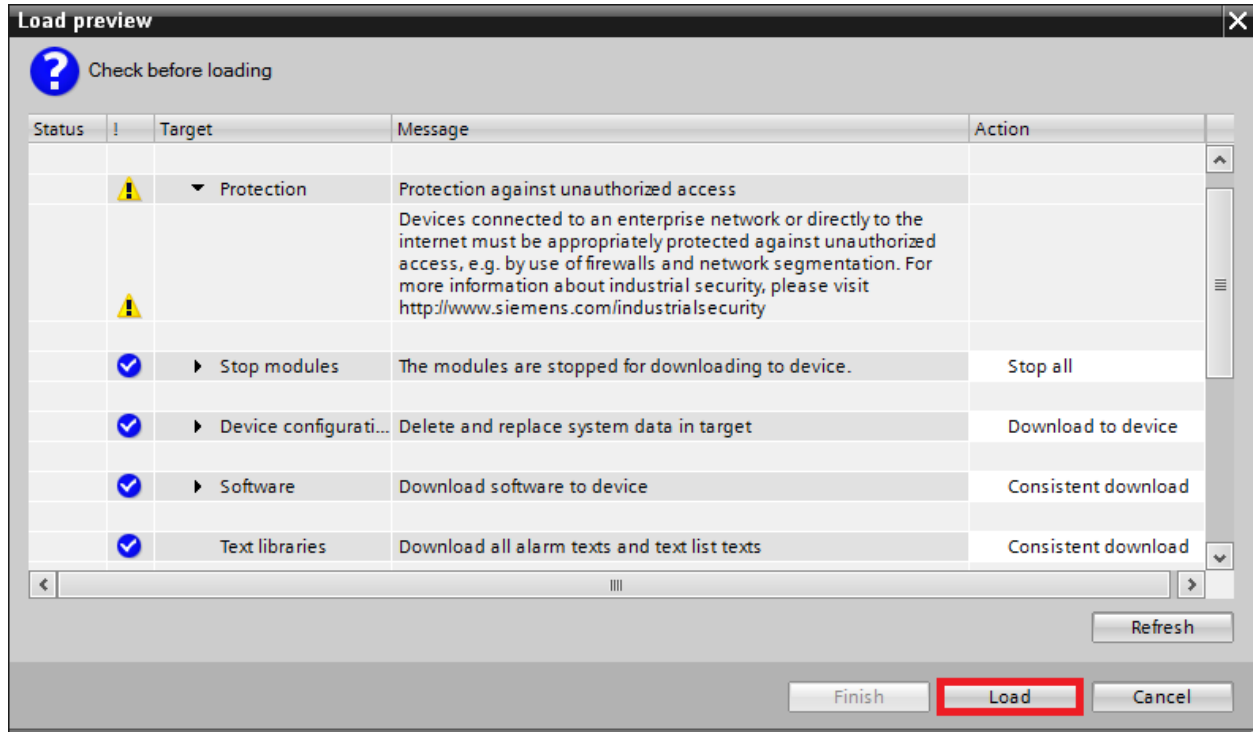 Load preview
Check before loading
Status ! Target Message Action
Protection Protection against unauthorized access
Devices connected to an enterprise network or directly to the
internet must be appropriately protected against unauthorized
access, e.g. by use of firewalls and network segmentation. For
more information about industrial security, please visit
http://www.siemens.com/industrialsecurity
Stop modules The modules are stopped for downloading to device. Stop all
Device configurati... Delete and replace system data in target Download to device
Software Download software to device Consistent download
Text libraries Download all alarm texts and text list texts Consistent download
Refresh
Finish Load Cancel